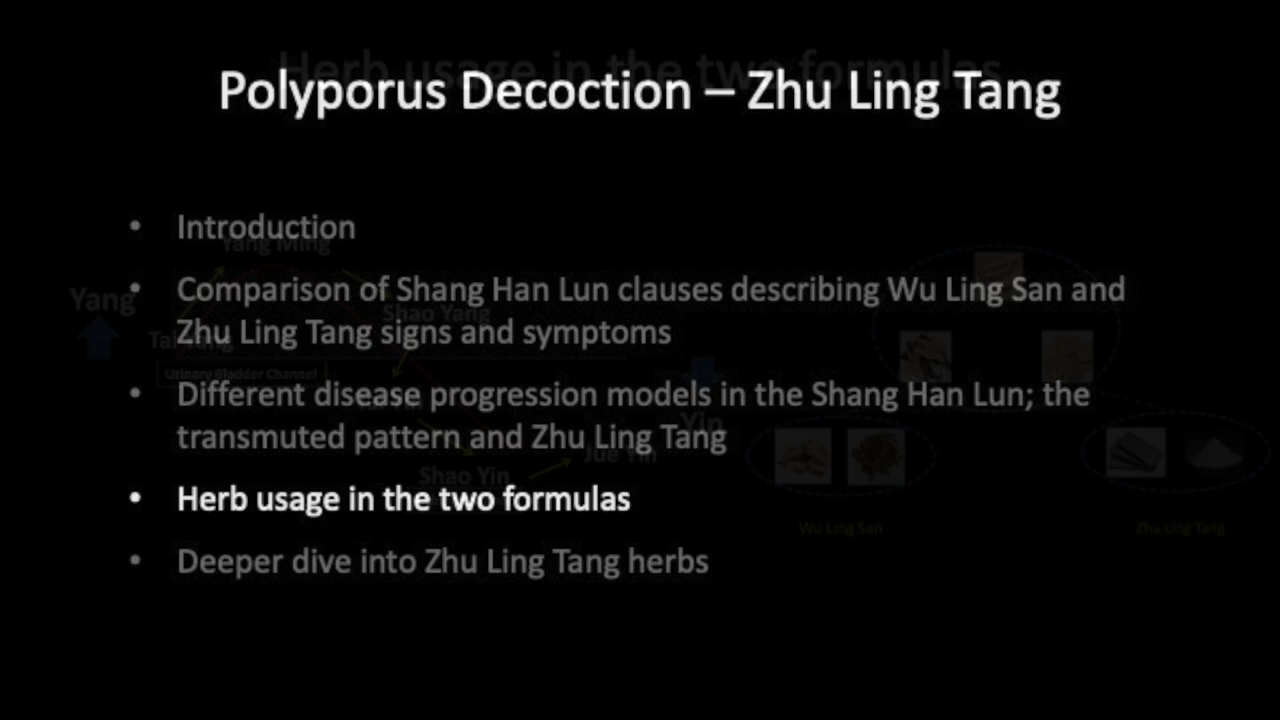 Herb usage in the two formulas
Polyporus Decoction – Zhu Ling Tang
• Introduction
Yang Ming
• Comparison of Shang Han Lun clauses describing Wu Ling San and
Yang
Shao Yang
Zhu Ling Tang signs and symptoms
Urinary Bladder Channel
• Different disease progression models in the Shang Han Lun; the
Yin
transmuted pattern and Zhu Ling Tang
Jue Yin
Shao Yin
• Herb usage in the two formulas
Wu Ling San
Zhu Ling Tang
• Deeper dive into Zhu Ling Tang herbs